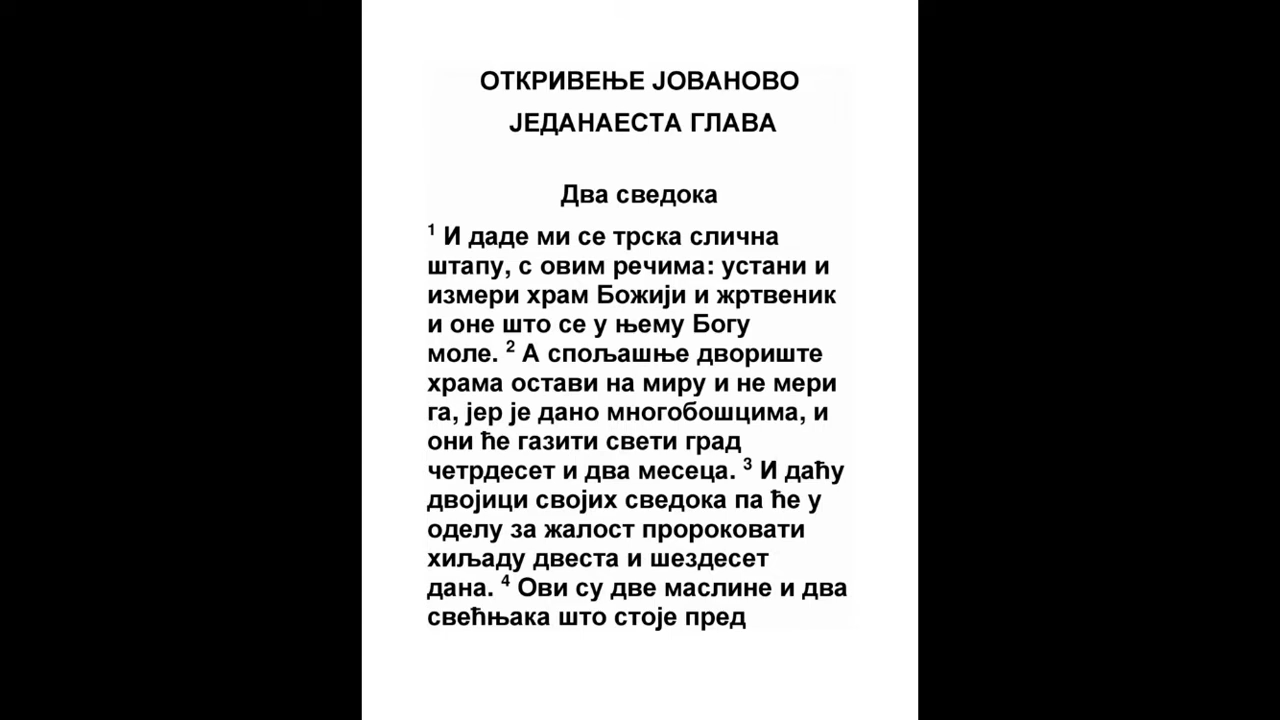 ОТКРИВЕЊЕ ЈОВАНОВО
ЈЕДАНАЕСТА ГЛАВА
Два сведока
¹ И даде ми се трска слична
штапу, с овим речима: устани и
измери храм Божији и жртвеник
и оне што се у њему Богу
моле. ² А спољашње двориште
храма остави на миру и не мери
га, јер је дано многобошцима, и
они ће газити свети град
четрдесет и два месеца. ³ И даћу
двојици својих сведока па ће у
оделу за жалост пророковати
хиљаду двеста и шездесет
дана. ⁴ Ови су две маслине и два
свећњака што стоје пред